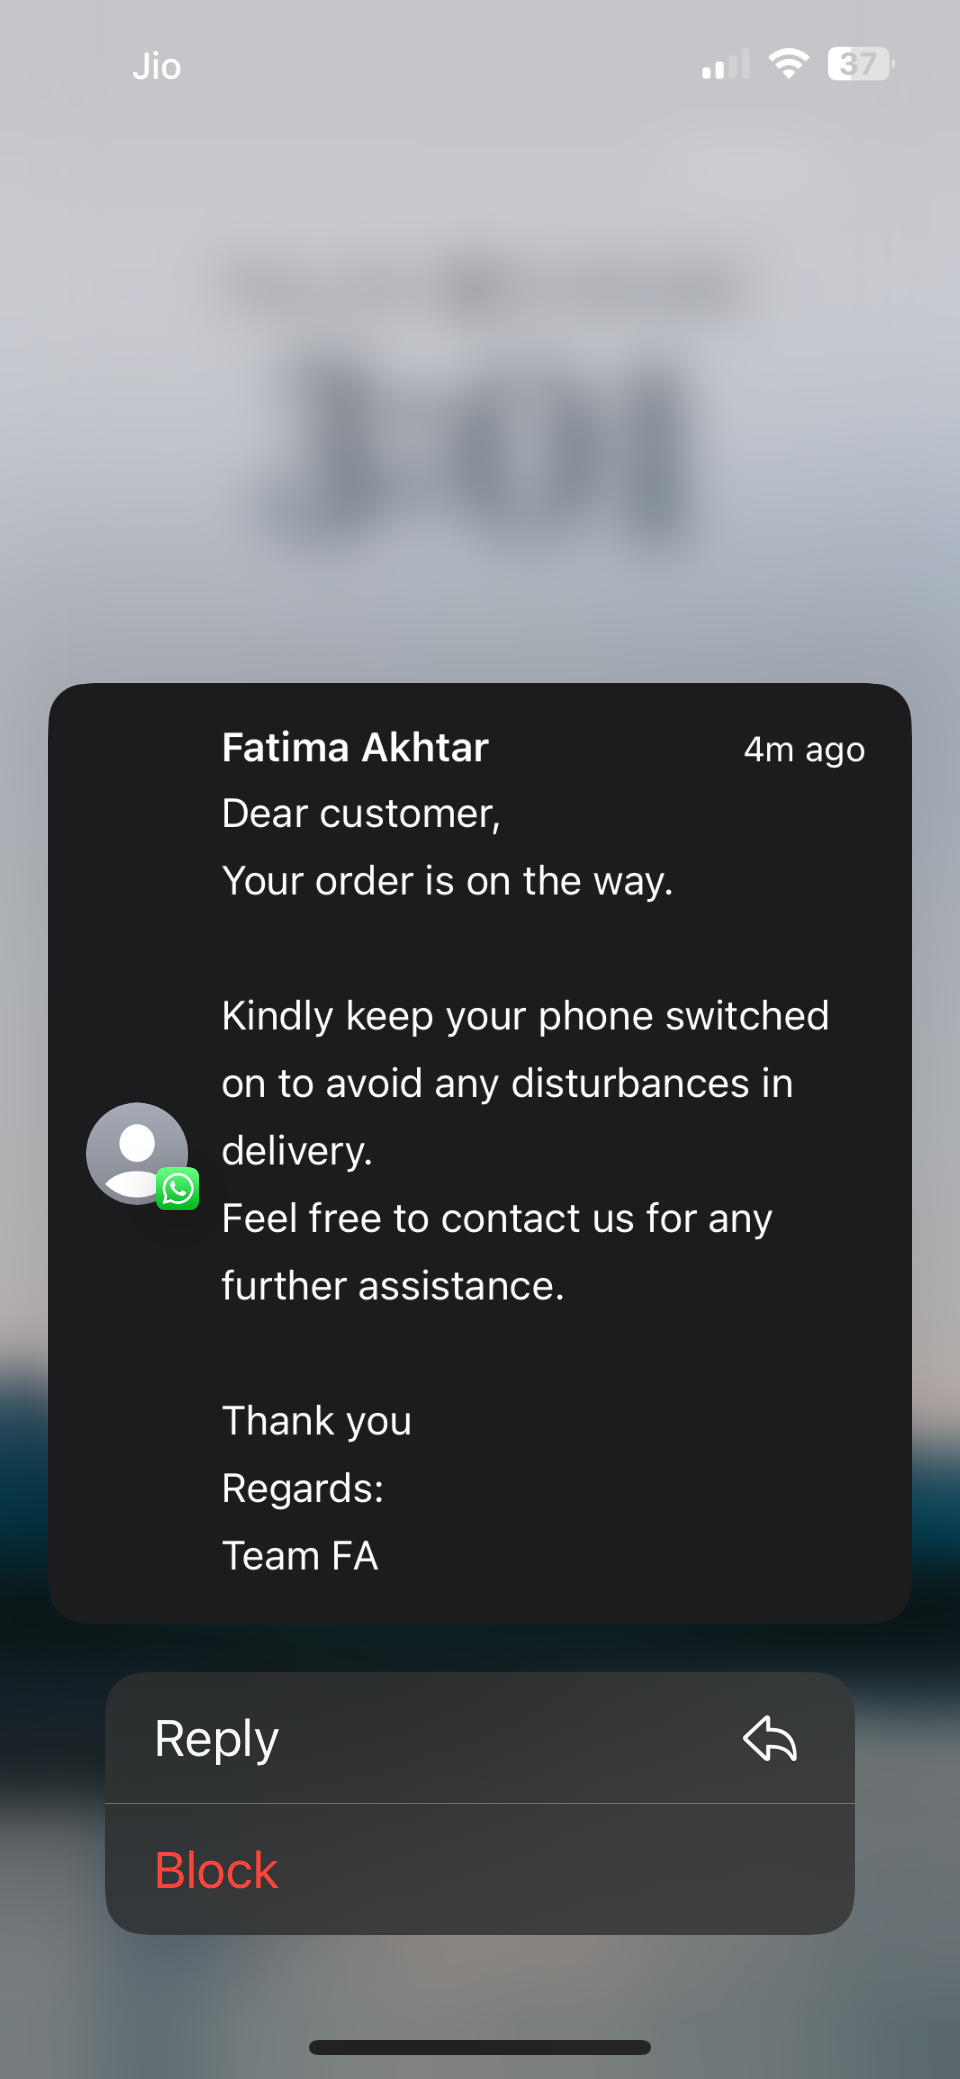 Jio
37
3:01
Fatima Akhtar
4m ago
Dear customer,
Your order is on the way.
Kindly keep your phone switched
on to avoid any disturbances in
delivery.
Feel free to contact us for any
further assistance.
Thank you
Regards:
Team FA
Reply
Block